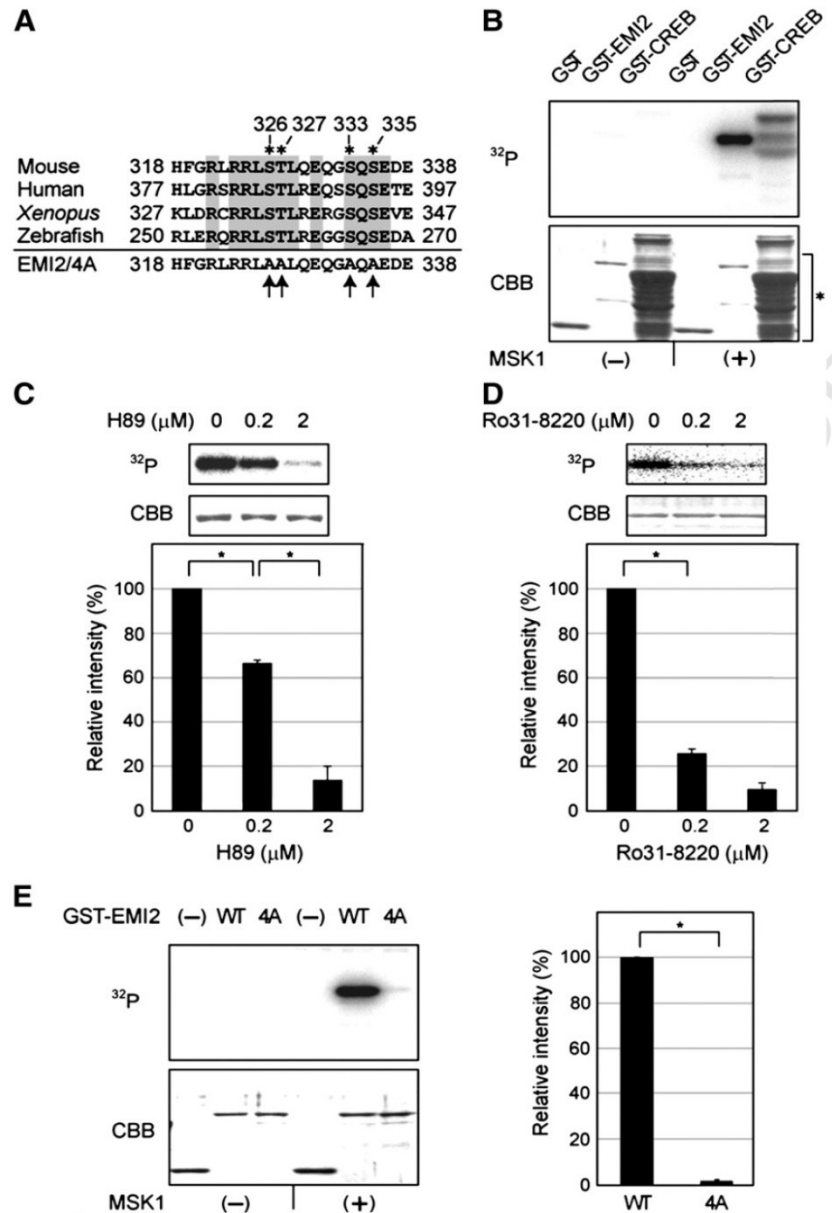 A
326 327 333 335
* * * *
Mouse 318 HFGRLRRLSTLQEQGSQSEDE 338
Human 377 HLGRSRRLSTLREQSSQSETE 397
Xenopus 327 KLDRCRRLSTLRERGSQSEVE 347
Zebrafish 250 RLERQRRLSTLREGGSQSEDA 270
EMI2/4A 318 HFGRLRRLAALQEQGAQAEDE 338
B
GST GST-EMI2 GST-CREB GST GST-EMI2 GST-CREB
32P
CBB
*
MSK1 (−) (+)
C
H89 (μM) 0 0.2 2
32P
CBB
* *
Relative intensity (%)
100
80
60
40
20
0
0 0.2 2
H89 (μM)
D
Ro31-8220 (μM) 0 0.2 2
32P
CBB
*
Relative intensity (%)
100
80
60
40
20
0
0 0.2 2
Ro31-8220 (μM)
E
GST-EMI2 (−) WT 4A (−) WT 4A
32P
CBB
MSK1 (−) (+)
*
Relative intensity (%)
100
80
60
40
20
0
WT 4A